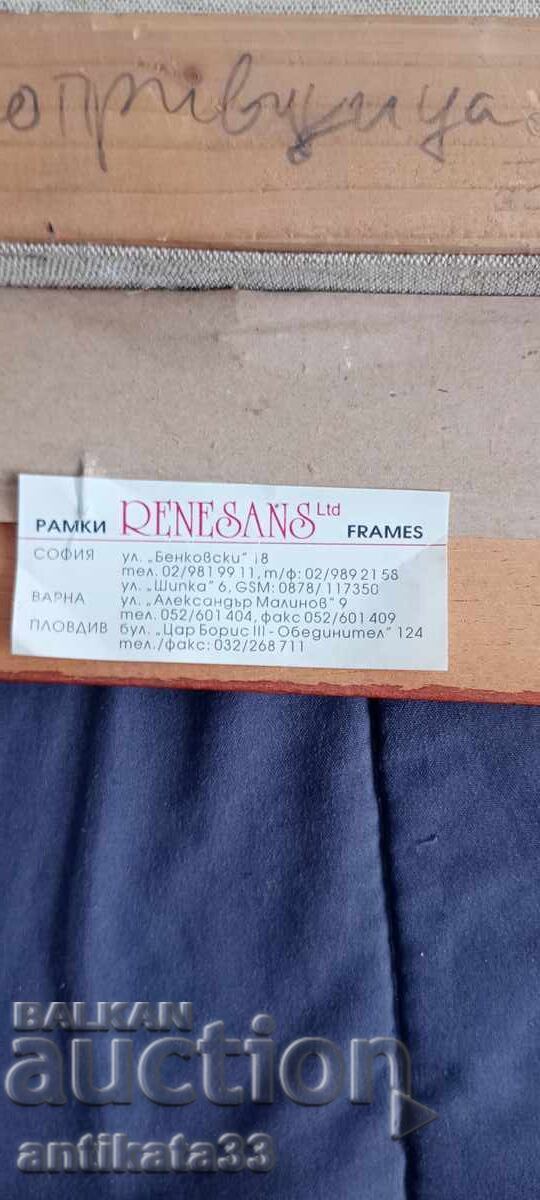 опривщица
РАМКИ RENESANS Ltd FRAMES
СОФИЯ ул. „Бенковски" 18
тел. 02/981 99 11, т/ф: 02/989 21 58
ул. „Шипка" 6, GSM: 0878/ 117350
ВАРНА ул. „Александър Малинов" 9
тел. 052/601 404, факс 052/601 409
ПЛОВДИВ бул. „Цар Борис III - Обединител" 124
тел./факс: 032/268 711
BALKAN
auction
antikata33